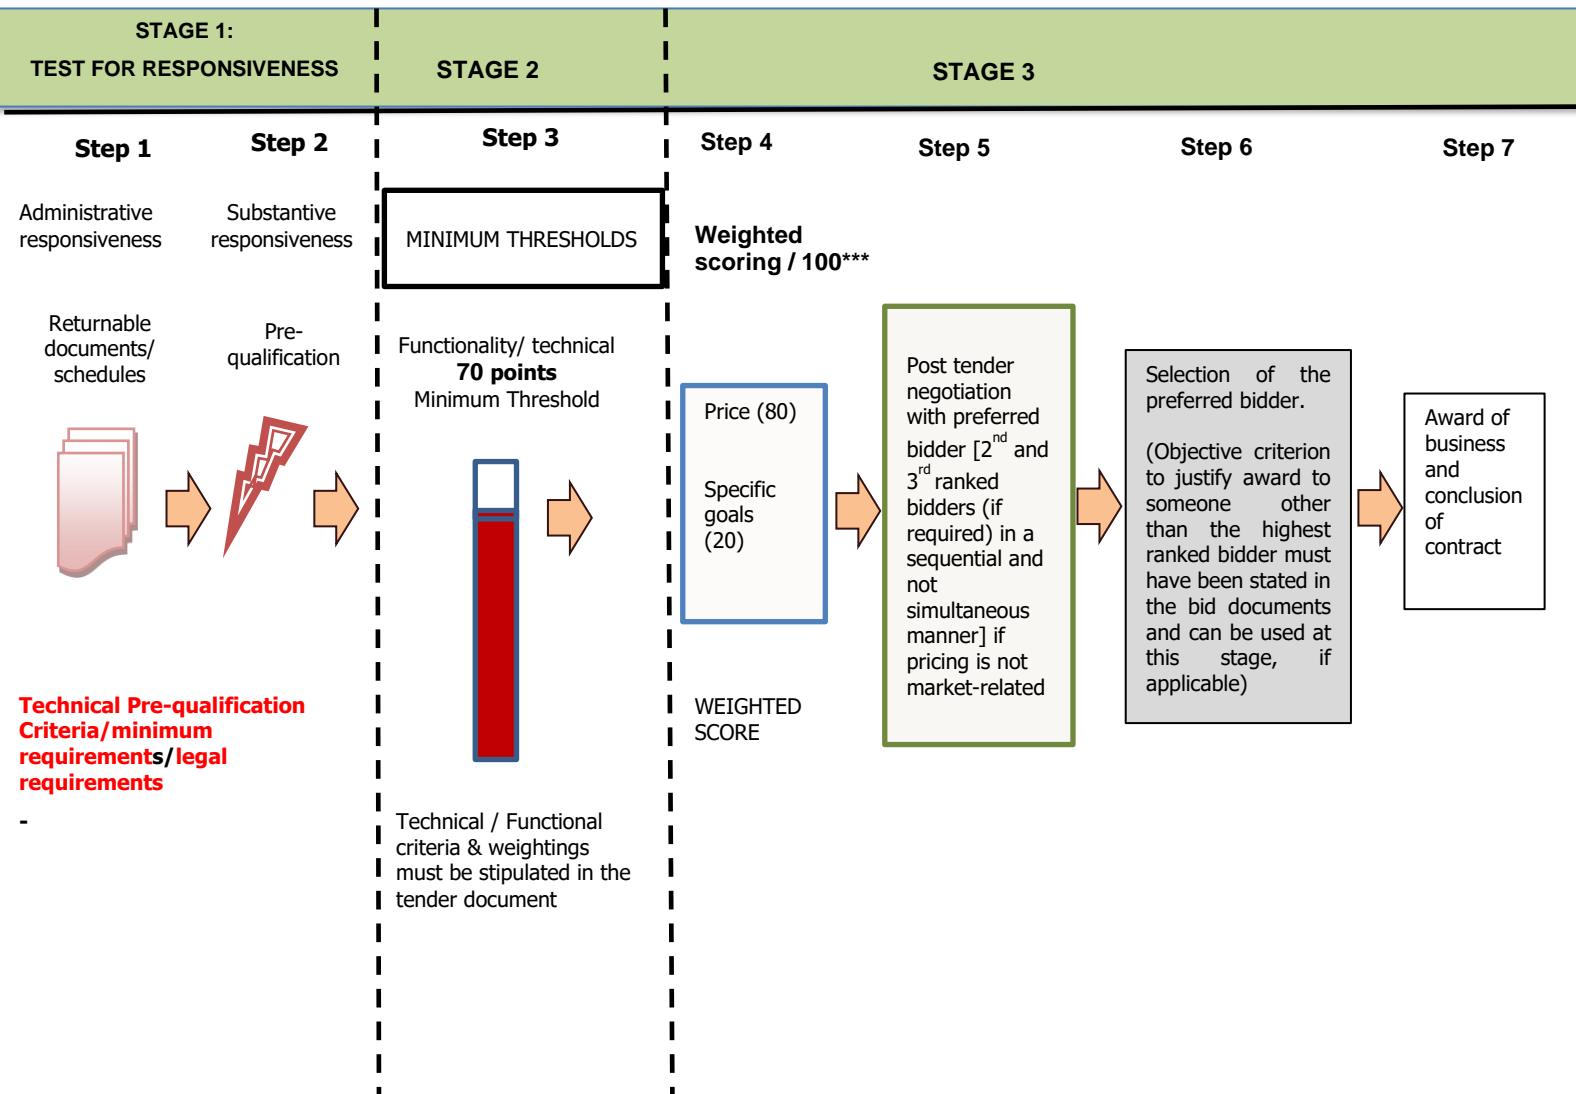 STAGE 1:
TEST FOR RESPONSIVENESS
STAGE 2
STAGE 3
Step 1
Step 2
Step 3
Step 4
Step 5
Step 6
Step 7
Administrative
responsiveness
Substantive
responsiveness
MINIMUM THRESHOLDS
Weighted
scoring / 100***
Returnable
documents/
schedules
Pre-
qualification
Functionality/ technical
70 points
Minimum Threshold
Price (80)
Specific
goals
(20)
Post tender
negotiation
with preferred
bidder [2nd and
3rd ranked
bidders (if
required) in a
sequential and
not
simultaneous
manner] if
pricing is not
market-related
Selection of the
preferred bidder.
(Objective criterion
to justify award to
someone other
than the highest
ranked bidder must
have been stated in
the bid documents
and can be used at
this stage, if
applicable)
Award of
business
and
conclusion
of
contract
Technical Pre-qualification
Criteria/minimum
requirements/legal
requirements
-
WEIGHTED
SCORE
Technical / Functional
criteria & weightings
must be stipulated in the
tender document